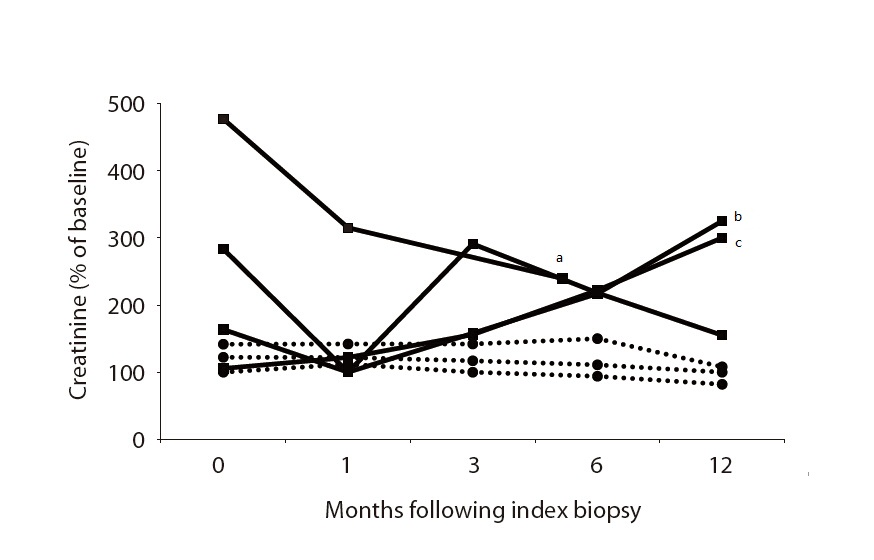 500
400
300
200
100
0
Creatinine (% of baseline)
a
b
c
0 1 3 6 12
Months following index biopsy